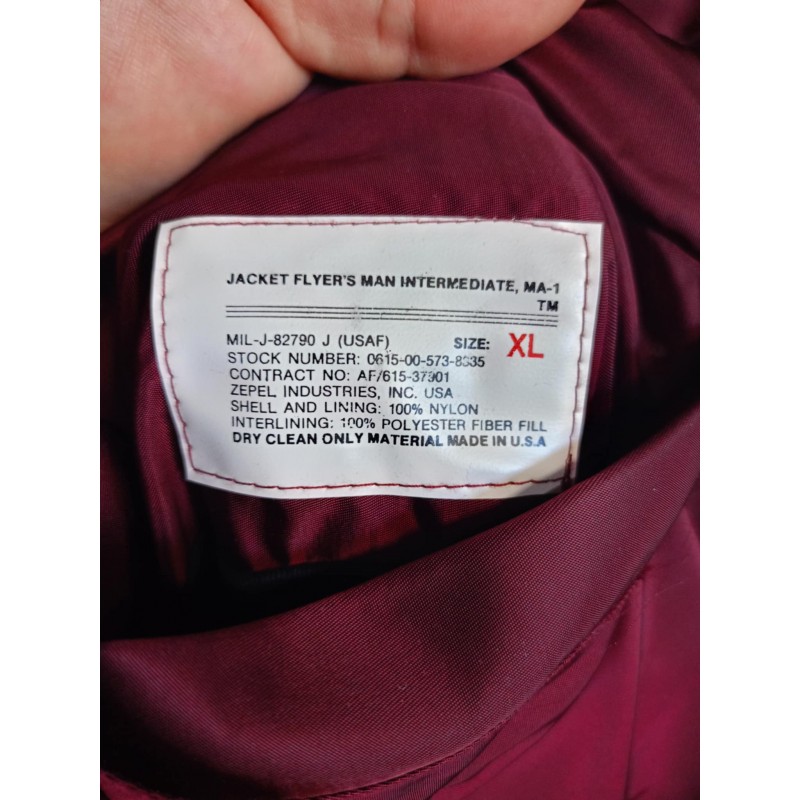 JACKET FLYER'S MAN INTERMEDIATE, MA-1
TM
MIL-J-82790 J (USAF) SIZE: XL
STOCK NUMBER: 0615-00-573-8335
CONTRACT NO: AF/615-37901
ZEPEL INDUSTRIES, INC. USA
SHELL AND LINING: 100% NYLON
INTERLINING: 100% POLYESTER FIBER FILL
DRY CLEAN ONLY MATERIAL MADE IN U.S.A